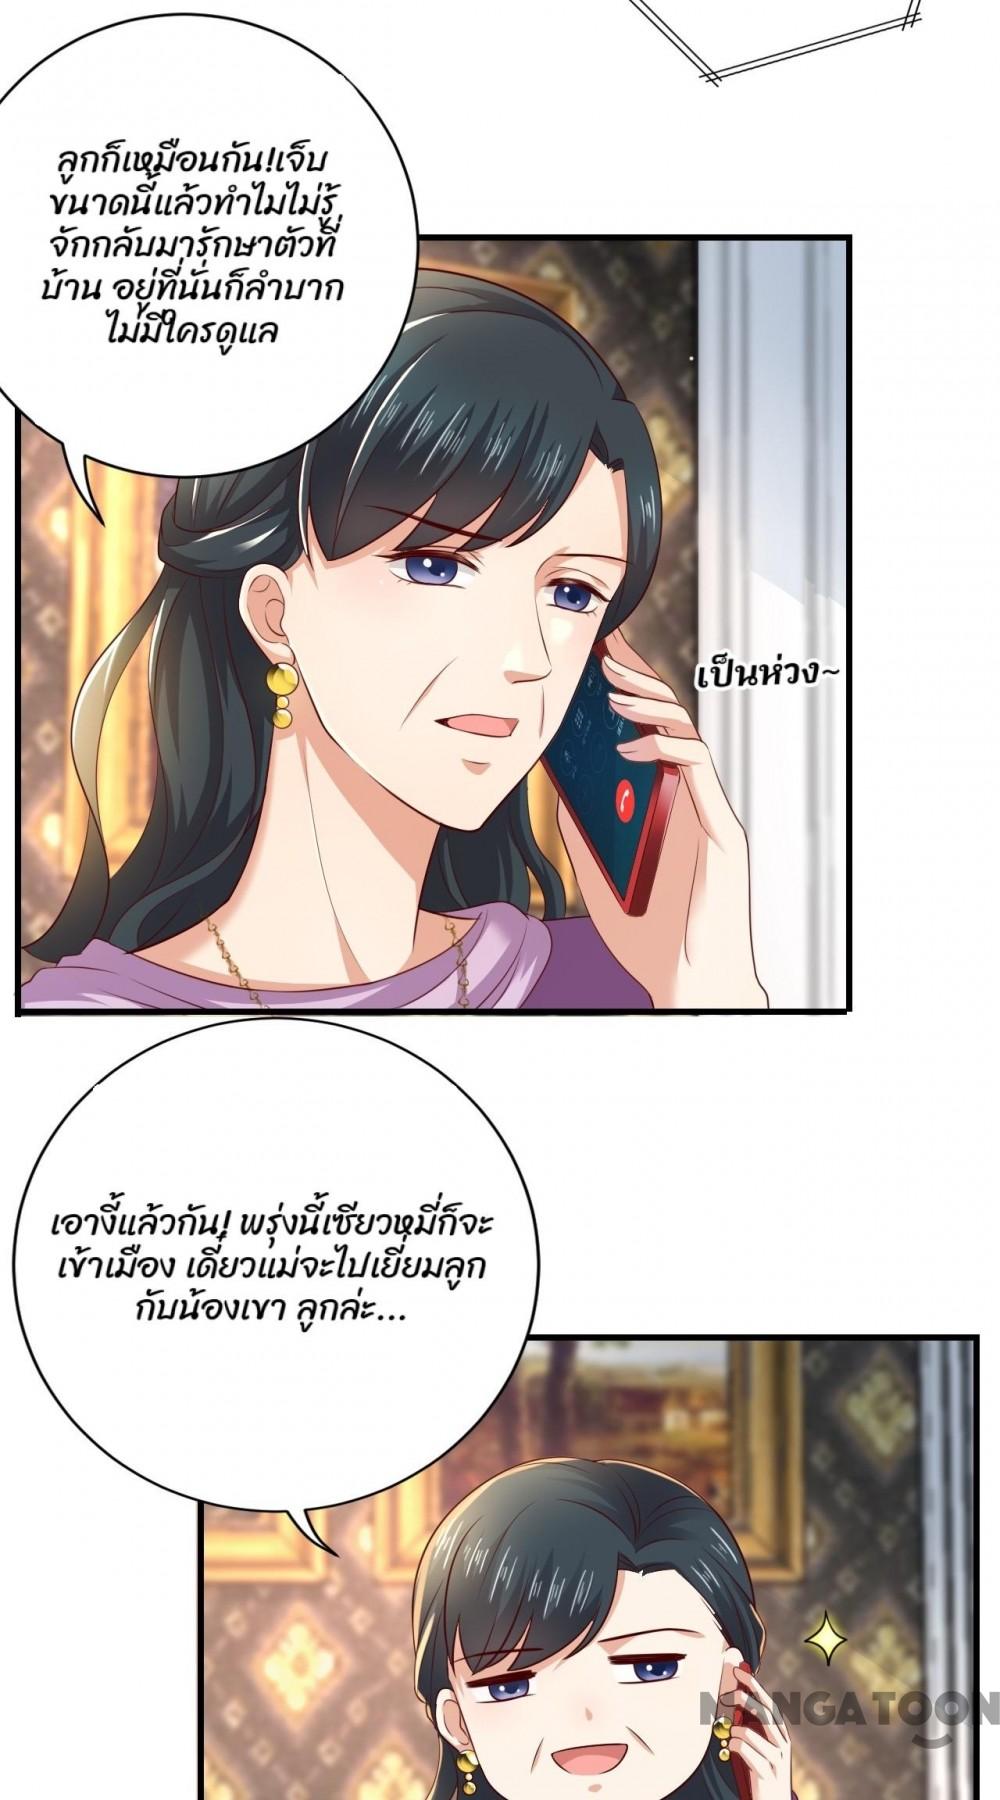 ลูกก็เหมือนกัน!เจ็บ
ขนาดนี้แล้วทำไมไม่รู้
จักกลับมารักษาตัวที่
บ้าน อยู่ที่นั่นก็ลำบาก
ไม่มีใครดูแล
เป็นห่วง~
เอางี้แล้วกัน! พรุ่งนี้เซียวหมี่ก็จะ
เข้าเมือง เดี๋ยวแม่จะไปเยี่ยมลูก
กับน้องเขา ลูกล่ะ...
MANGATOON